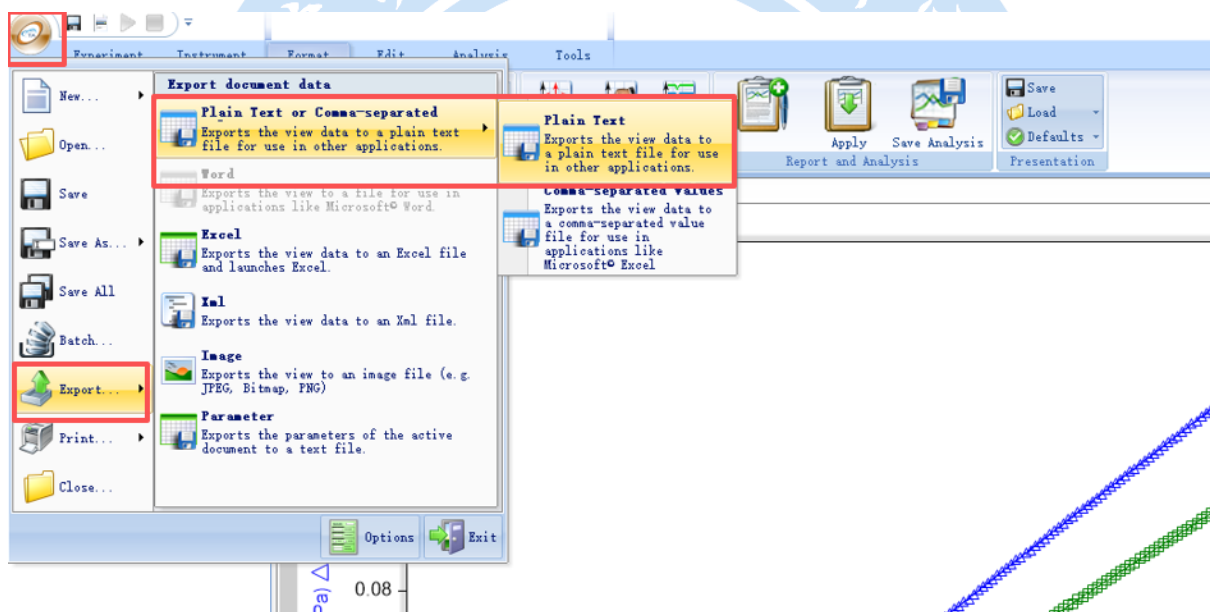 Experiment Instrument Format Edit Analysis Tools
New...
Open...
Save
Save As...
Save All
Batch...
Export...
Print...
Close...
Export document data
Plain Text or Comma-separated
Exports the view data to a plain text
file for use in other applications.
Word
Exports the view to a file for use in
applications like Microsoft© Word
Excel
Exports the view data to an Excel file
and launches Excel.
Xml
Exports the view data to an Xml file.
Image
Exports the view to an image file (e.g.
JPEG, Bitmap, PNG)
Parameter
Exports the parameters of the active
document to a text file.
Plain Text
Exports the view data to
a plain text file for use
in other applications.
Comma-separated Values
Exports the view data to
a comma-separated value
file for use in
applications like
Microsoft© Excel
Apply
Save Analysis
Report and Analysis
Save
Load
Defaults
Presentation
Options
Exit
Pa)
0.08